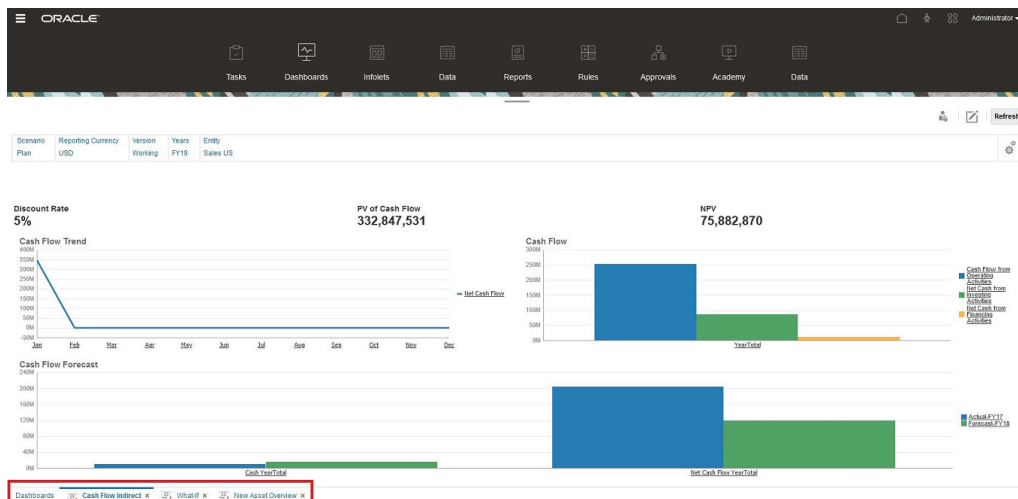 ORACLE
Administrator
Tasks Dashboards Infolets Data Reports Rules Approvals Academy Data
Refresh
Scenario Reporting Currency Version Years Entity
Plan USD Working FY19 Sales US
Discount Rate PV of Cash Flow NPV
5% 332,847,531 75,882,870
Cash Flow Trend
400M
350M
300M
250M
200M
150M
100M
50M
0M
-50M
Jan Feb Mar Apr May Jun Jul Aug Sep Oct Nov Dec
Net Cash Flow
Cash Flow
300M
250M
200M
150M
100M
50M
0M
YearTotal
Cash Flow from
Operating
Activities
Net Cash from
Investing
Activities
Net Cash from
Financing
Activities
Cash Flow Forecast
240M
200M
160M
120M
80M
40M
0M
Cash YearTotal Net Cash Flow YearTotal
Actual-FY17
Forecast-FY18
Dashboards Cash Flow Indirect × What-If × New Asset Overview ×